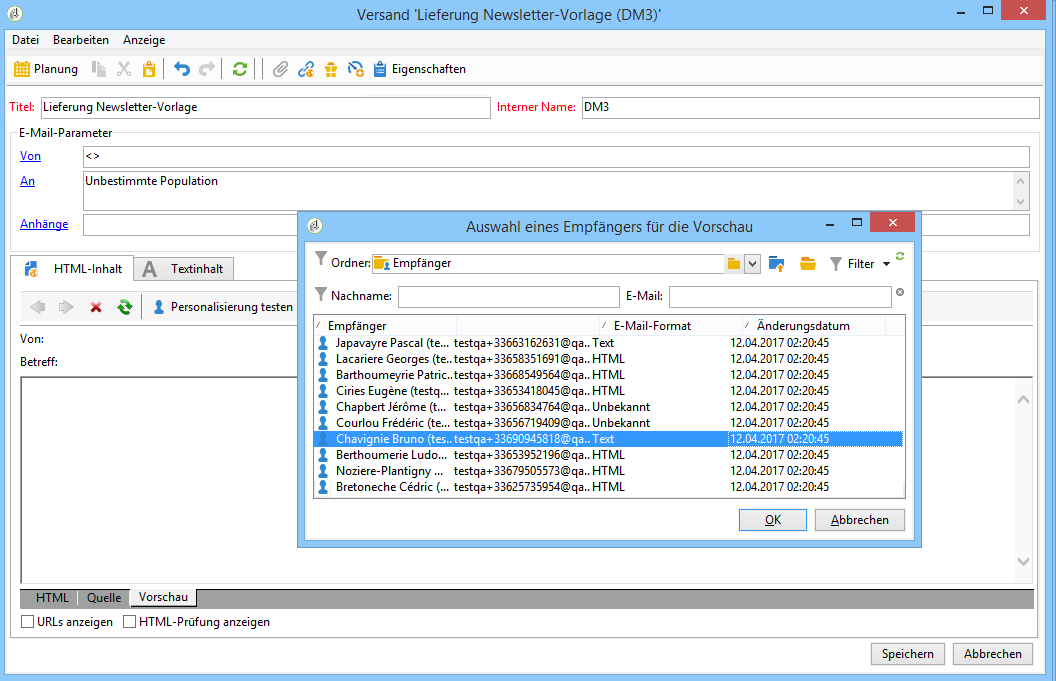 Versand 'Lieferung Newsletter-Vorlage (DM3)'
Datei Bearbeiten Anzeige
Planung Eigenschaften
Titel: Lieferung Newsletter-Vorlage Interner Name: DM3
E-Mail-Parameter
Von <>
An Unbestimmte Population
Anhänge
Auswahl eines Empfängers für die Vorschau
Ordner: Empfänger Filter
Nachname: E-Mail:
Empfänger E-Mail-Format Änderungsdatum
Japavayre Pascal (te... testqa+33663162631@qa.. Text 12.04.2017 02:20:45
Lacariere Georges (te.. testqa+33658351691@qa.. HTML 12.04.2017 02:20:45
Barthoumeyrie Patric.. testqa+33668549564@qa.. HTML 12.04.2017 02:20:45
Ciries Eugène (testq... testqa+33653418045@qa.. HTML 12.04.2017 02:20:45
Chapbert Jérôme (t... testqa+33656834764@qa.. Unbekannt 12.04.2017 02:20:45
Courlou Frédéric (te... testqa+33656719409@qa.. Unbekannt 12.04.2017 02:20:45
Chavignie Bruno (tes.. testqa+33690945818@qa.. Text 12.04.2017 02:20:45
Berthoumerie Ludo... testqa+33653952196@qa.. HTML 12.04.2017 02:20:45
Noziere-Plantigny ... testqa+33679505573@qa.. HTML 12.04.2017 02:20:45
Bretoneche Cédric (... testqa+33625735954@qa.. HTML 12.04.2017 02:20:45
OK Abbrechen
HTML-Inhalt Textinhalt
Personalisierung testen
Von:
Betreff:
HTML Quelle Vorschau
URLs anzeigen HTML-Prüfung anzeigen
Speichern Abbrechen